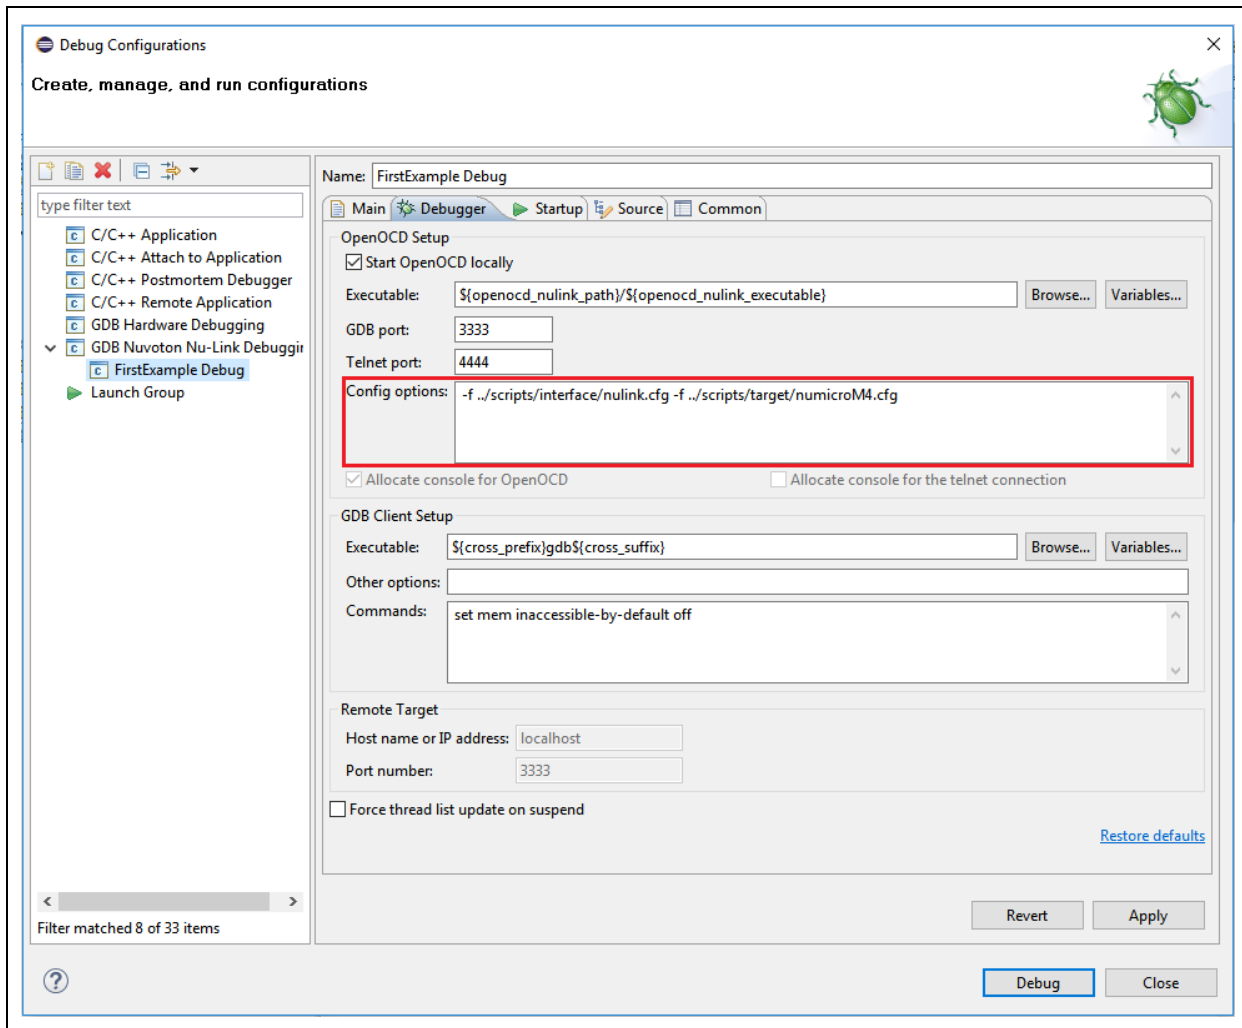 Debug Configurations
Create, manage, and run configurations
type filter text
C/C++ Application
C/C++ Attach to Application
C/C++ Postmortem Debugger
C/C++ Remote Application
GDB Hardware Debugging
GDB Nuvoton Nu-Link Debuggin
FirstExample Debug
Launch Group
Filter matched 8 of 33 items
Name: FirstExample Debug
Main Debugger Startup Source Common
OpenOCD Setup
Start OpenOCD locally
Executable: ${openocd_nulink_path}/${openocd_nulink_executable} Browse... Variables...
GDB port: 3333
Telnet port: 4444
Config options: -f ../scripts/interface/nulink.cfg -f ../scripts/target/numicroM4.cfg
Allocate console for OpenOCD Allocate console for the telnet connection
GDB Client Setup
Executable: ${cross_prefix}gdb${cross_suffix} Browse... Variables...
Other options:
Commands: set mem inaccessible-by-default off
Remote Target
Host name or IP address: localhost
Port number: 3333
Force thread list update on suspend
Restore defaults
Revert Apply
Debug Close